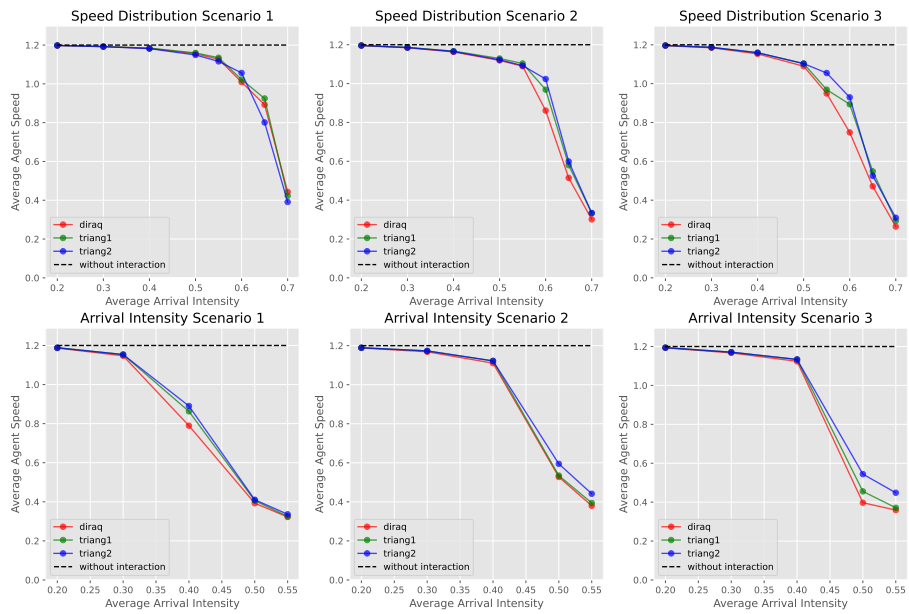 Speed Distribution Scenario 1
Average Agent Speed
1.2
1.0
0.8
0.6
0.4
0.2
0.0
diraq
triang1
triang2
without interaction
0.2 0.3 0.4 0.5 0.6 0.7
Average Arrival Intensity
Speed Distribution Scenario 2
Average Agent Speed
1.2
1.0
0.8
0.6
0.4
0.2
0.0
diraq
triang1
triang2
without interaction
0.2 0.3 0.4 0.5 0.6 0.7
Average Arrival Intensity
Speed Distribution Scenario 3
Average Agent Speed
1.2
1.0
0.8
0.6
0.4
0.2
0.0
diraq
triang1
triang2
without interaction
0.2 0.3 0.4 0.5 0.6 0.7
Average Arrival Intensity
Arrival Intensity Scenario 1
Average Agent Speed
1.2
1.0
0.8
0.6
0.4
0.2
0.0
diraq
triang1
triang2
without interaction
0.20 0.25 0.30 0.35 0.40 0.45 0.50 0.55
Average Arrival Intensity
Arrival Intensity Scenario 2
Average Agent Speed
1.2
1.0
0.8
0.6
0.4
0.2
0.0
diraq
triang1
triang2
without interaction
0.20 0.25 0.30 0.35 0.40 0.45 0.50 0.55
Average Arrival Intensity
Arrival Intensity Scenario 3
Average Agent Speed
1.2
1.0
0.8
0.6
0.4
0.2
0.0
diraq
triang1
triang2
without interaction
0.20 0.25 0.30 0.35 0.40 0.45 0.50 0.55
Average Arrival Intensity